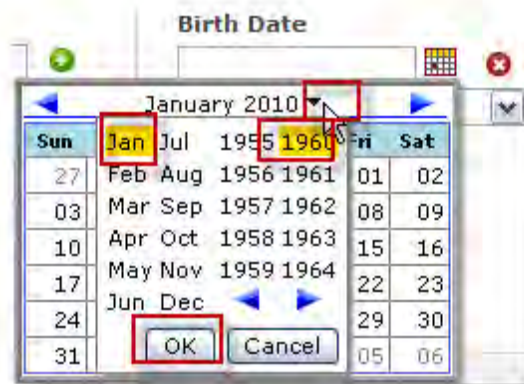 Birth Date
January 2010
Sun Jan Jul 1955 1960 Fri Sat
27 Feb Aug 1956 1961 01 02
03 Mar Sep 1957 1962 08 09
10 Apr Oct 1958 1963 15 16
17 May Nov 1959 1964 22 23
24 Jun Dec 29 30
31 OK Cancel 05 06